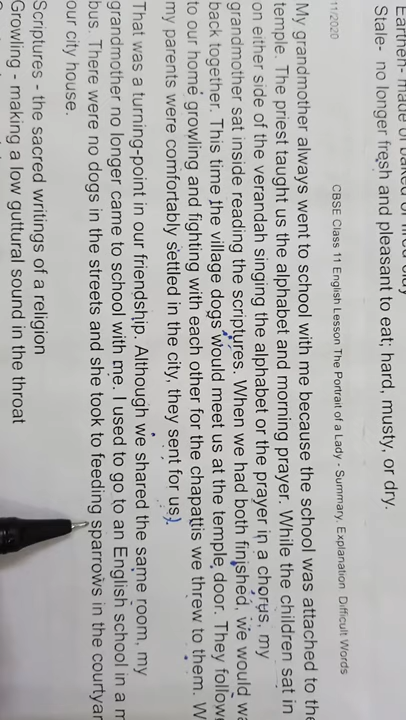 Stale- no longer fresh and pleasant to eat; hard, musty, or dry.
11/2020 CBSE Class 11 English Lesson The Portrait of a Lady - Summary, Explanation, Difficult Words
My grandmother always went to school with me because the school was attached to the
temple. The priest taught us the alphabet and morning prayer. While the children sat in
on either side of the verandah singing the alphabet or the prayer in a chorus, my
grandmother sat inside reading the scriptures. When we had both finished, we would
back together. This time the village dogs would meet us at the temple door. They
to our home growling and fighting with each other for the chapattis we threw to them.
my parents were comfortably settled in the city, they sent for us).
That was a turning-point in our friendship. Although we shared the same room, my
grandmother no longer came to school with me. I used to go to an English school in a
bus. There were no dogs in the streets and she took to feeding sparrows in the
our city house.
Scriptures - the sacred writings of a religion
Growling - making a low guttural sound in the throat